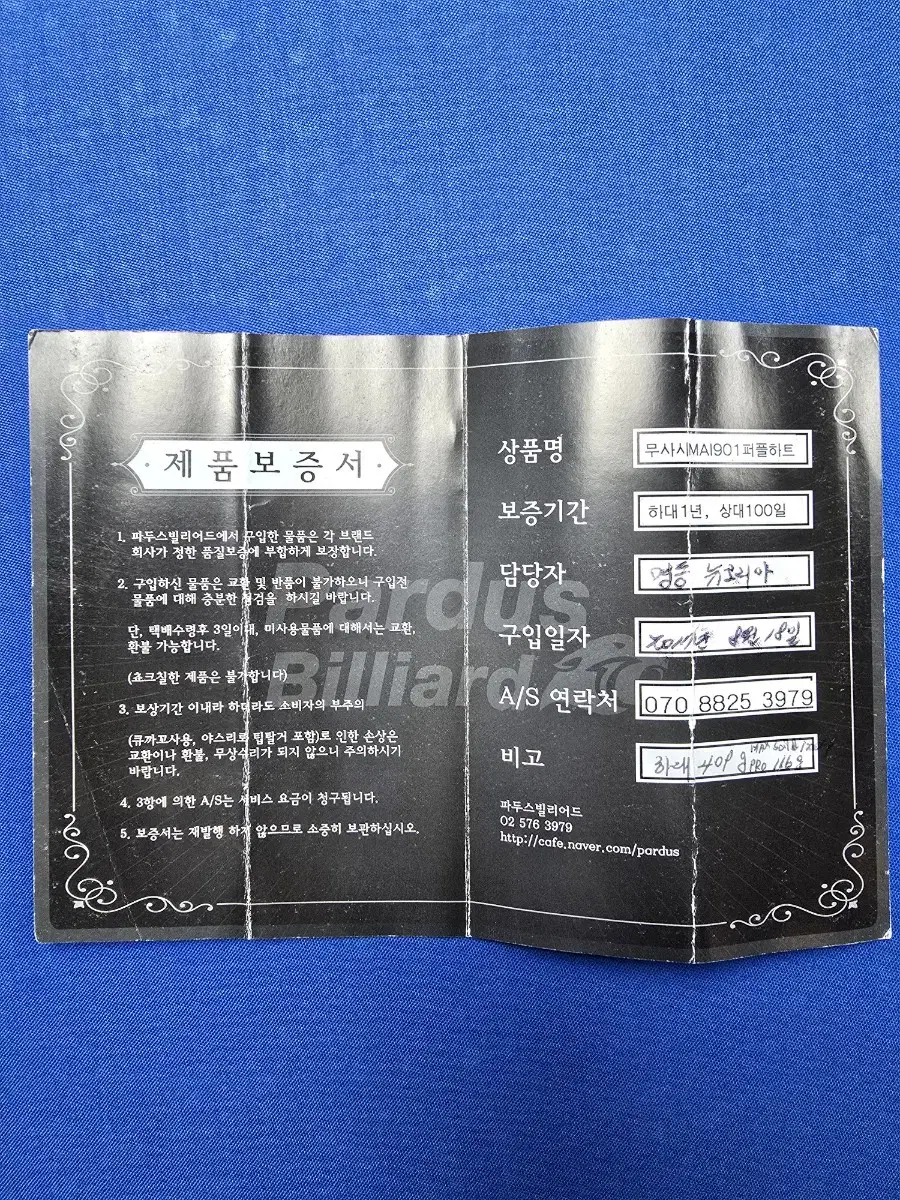 제품보증서
1. 파두스빌리어드에서 구입한 물품은 각 브랜드
회사가 정한 품질보증에 부합하게 보장합니다.
2. 구입하신 물품은 교환 및 반품이 불가하오니 구입전
물품에 대해 충분한 점검을 하시길 바랍니다.
단, 택배수령후 3일이내, 미사용물품에 대해서는 교환,
환불 가능합니다.
(쵸크칠한 제품은 불가합니다)
3. 보상기간 이내라 하더라도 소비자의 부주의
(큐까꼬사용, 야스리로 팁탈거 포함)로 인한 손상은
교환이나 환불, 무상수리가 되지 않으니 주의하시기
바랍니다.
4. 3항에 의한 A/S는 서비스 요금이 청구됩니다.
5. 보증서는 재발행 하지 않으므로 소중히 보관하십시오.
Pardus
Billiard
상품명 무사시MAI901퍼플하트
보증기간 하대1년, 상대100일
담당자 명동 뉴코리아
구입일자 8월 18일
A/S 연락처 070 8825 3979
비고 하대 PRO
파두스빌리어드
02 576 3979
http://cafe.naver.com/pardus